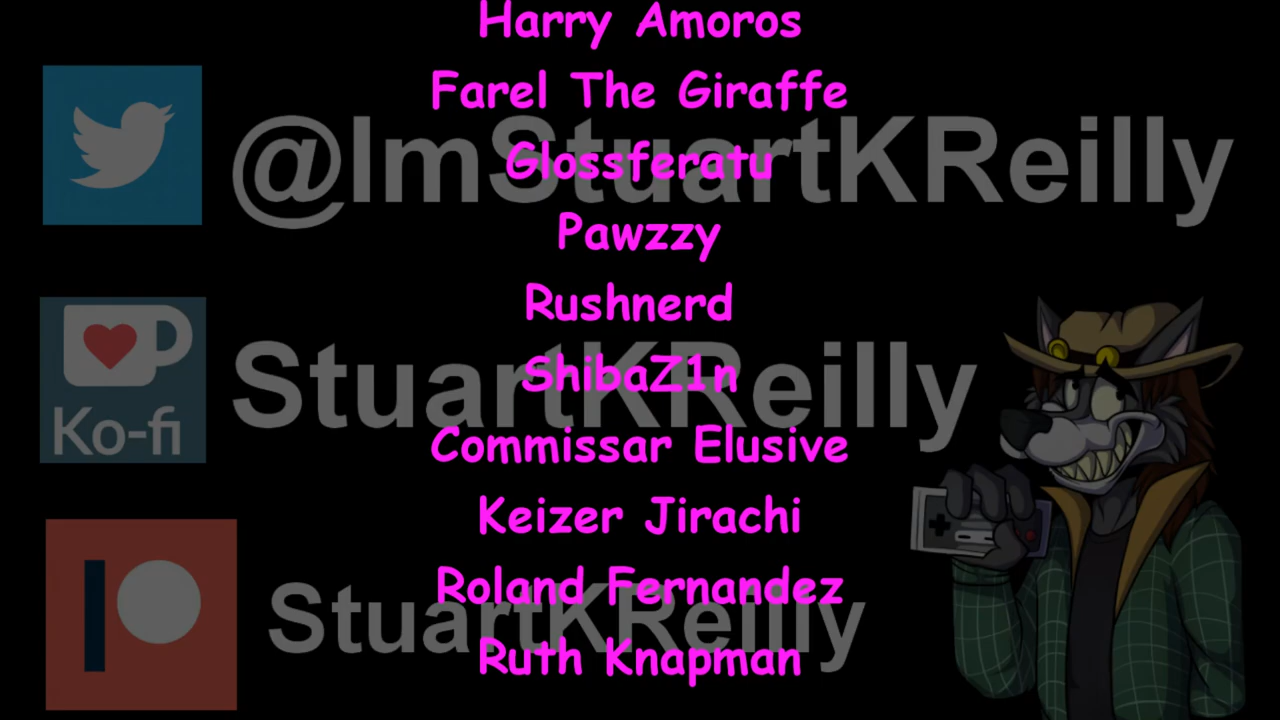 Harry Amoros
Farel The Giraffe
@ImStuartKReilly
Glossferatu
Pawzzy
Rushnerd
StuartKReilly
ShibaZ1n
Ko-fi
Commissar Elusive
Keizer Jirachi
Roland Fernandez
StuartKReilly
Ruth Knapman